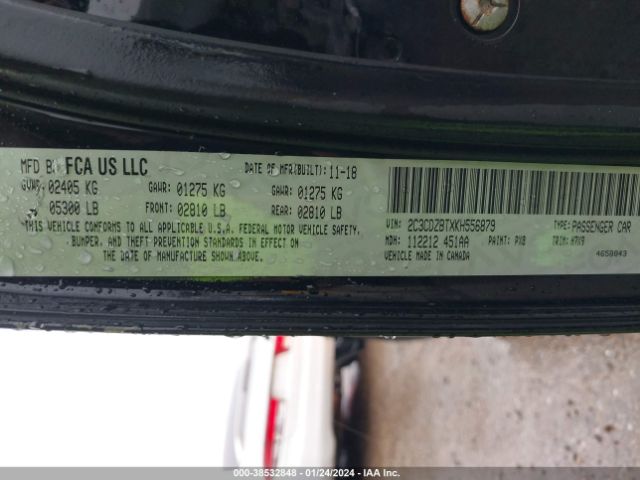 MFD BY FCA US LLC DATE OF MFR(BUILT): 11-18
GVWR: 02405 KG GAWR: 01275 KG GAWR: 01275 KG
05300 LB FRONT: 02810 LB REAR: 02810 LB
THIS VEHICLE CONFORMS TO ALL APPLICABLE U.S.A. FEDERAL MOTOR VEHICLE SAFETY,
BUMPER, AND THEFT PREVENTION STANDARDS IN EFFECT ON
THE DATE OF MANUFACTURE SHOWN ABOVE.
VIN: 2C3CDZBTXKH556879 TYPE: PASSENGER CAR
MDH: 112212 451AA PAINT: PX8 TRIM: H7X9
VEHICLE MADE IN CANADA 4658043
000-38532848 - 01/24/2024 - IAA Inc.